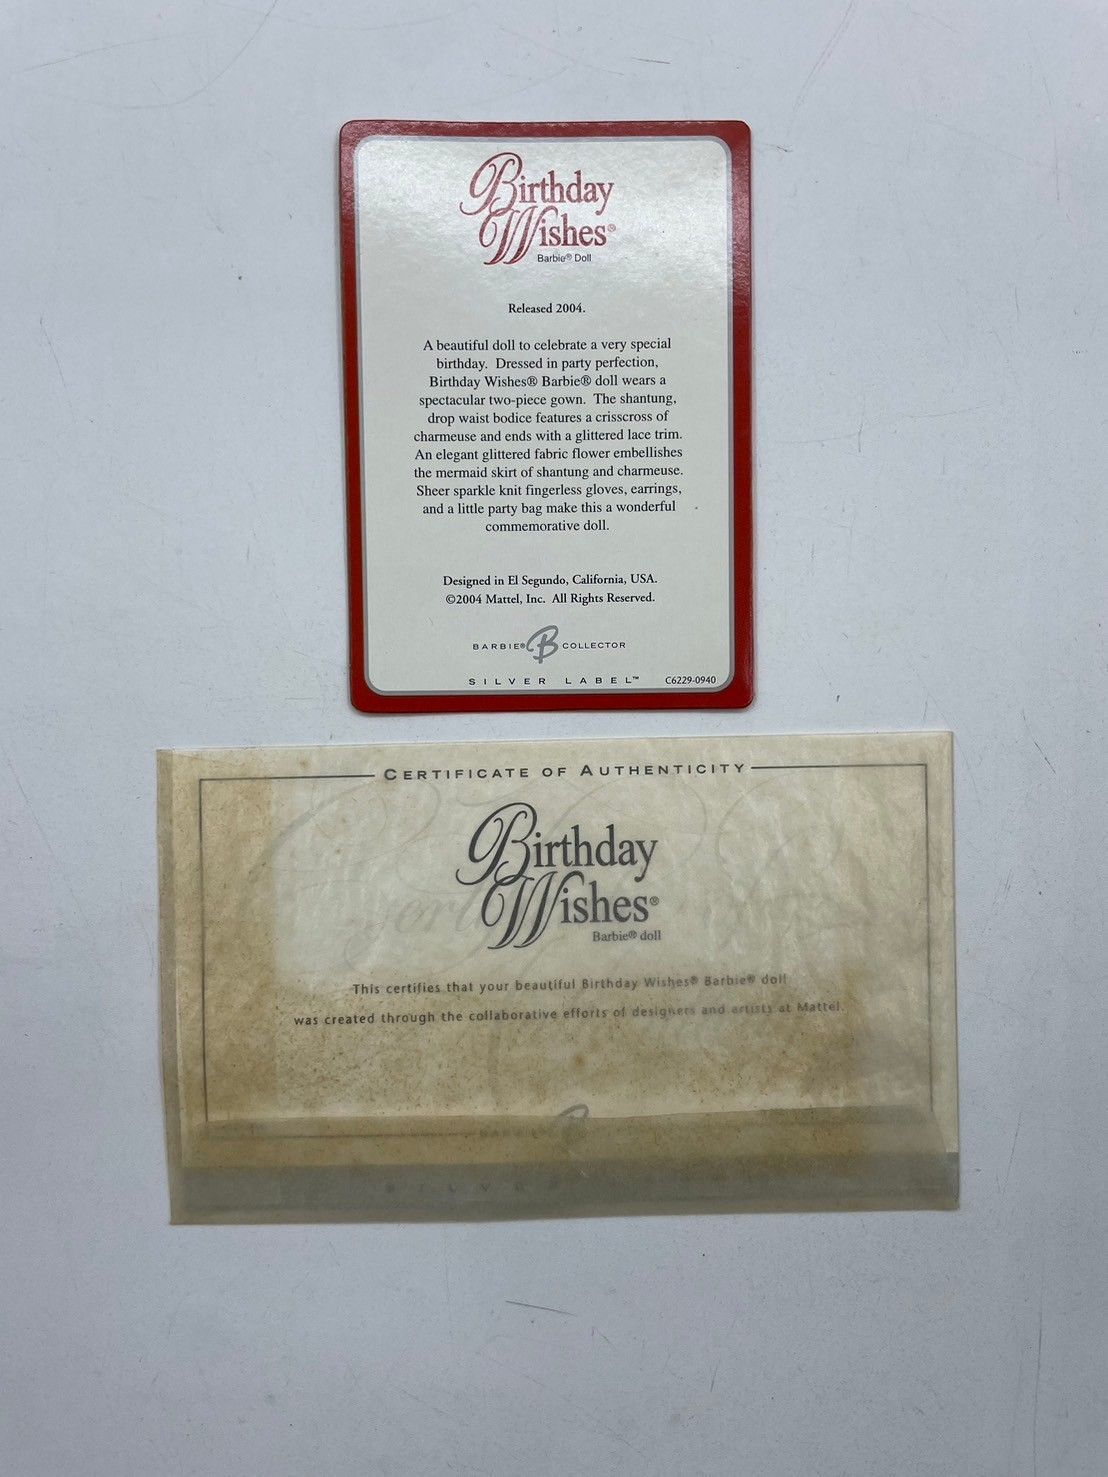 Birthday
Wishes®
Barbie® Doll
Released 2004.
A beautiful doll to celebrate a very special
birthday. Dressed in party perfection,
Birthday Wishes® Barbie® doll wears a
spectacular two-piece gown. The shantung,
drop waist bodice features a crisscross of
charmeuse and ends with a glittered lace trim.
An elegant glittered fabric flower embellishes
the mermaid skirt of shantung and charmeuse.
Sheer sparkle knit fingerless gloves, earrings,
and a little party bag make this a wonderful
commemorative doll.
Designed in El Segundo, California, USA.
©2004 Mattel, Inc. All Rights Reserved.
BARBIE® B COLLECTOR
SILVER LABEL™ C6229-0940
CERTIFICATE OF AUTHENTICITY
Birthday
Wishes®
Barbie® doll
This certifies that your beautiful Birthday Wishes® Barbie® doll
was created through the collaborative efforts of designers and artists at Mattel.